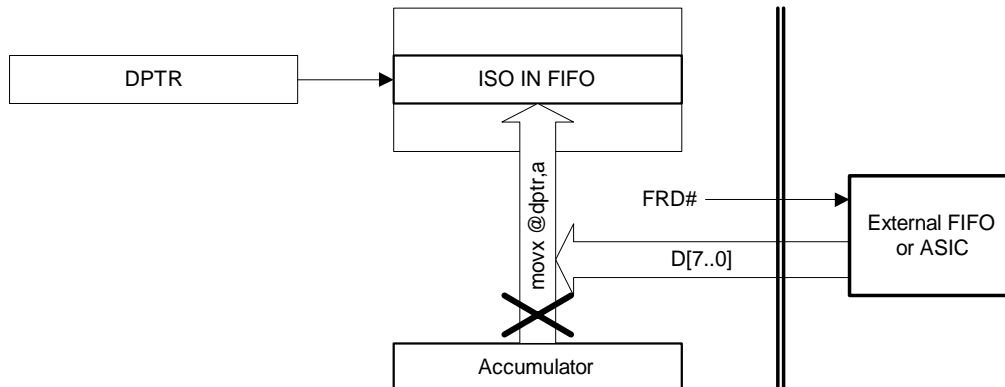 DPTR
ISO IN FIFO
movx @dptr,a
FRD#
D[7..0]
External FIFO
or ASIC
Accumulator